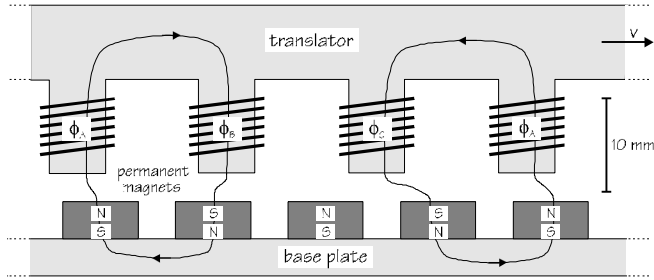 translator
v
ϕA
ϕB
ϕC
ϕA
10 mm
permanent
magnets
N S N S N
S N S N S
base plate